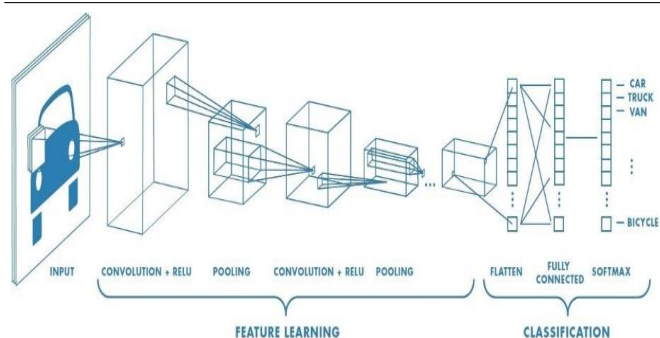 CAR
TRUCK
VAN
BICYCLE
INPUT
CONVOLUTION + RELU
POOLING
CONVOLUTION + RELU
POOLING
FLATTEN
FULLY
CONNECTED
SOFTMAX
FEATURE LEARNING
CLASSIFICATION